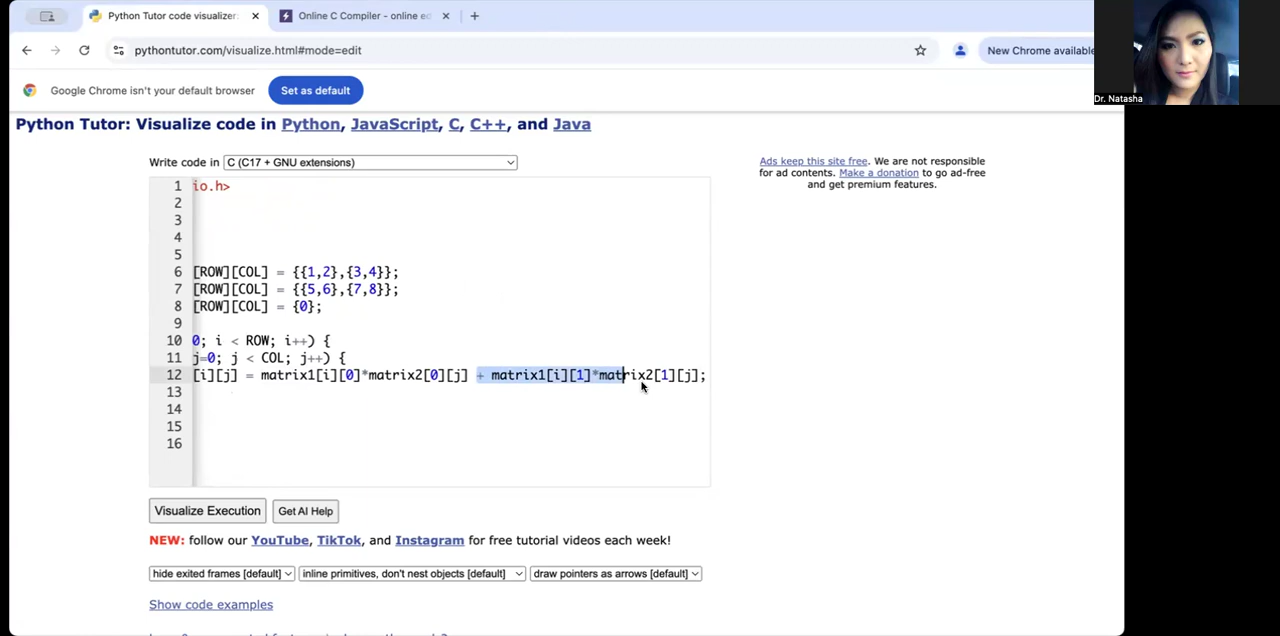 Python Tutor code visualizer:
Online C Compiler - online ed
pythontutor.com/visualize.html#mode=edit
New Chrome available
Dr. Natasha
Google Chrome isn't your default browser
Set as default
Python Tutor: Visualize code in Python, JavaScript, C, C++, and Java
Write code in C (C17 + GNU extensions)
Ads keep this site free. We are not responsible
for ad contents. Make a donation to go ad-free
and get premium features.
1 io.h>
2
3
4
5
6 [ROW][COL] = {{1,2},{3,4}};
7 [ROW][COL] = {{5,6},{7,8}};
8 [ROW][COL] = {0};
9
10 0; i < ROW; i++) {
11 j=0; j < COL; j++) {
12 [i][j] = matrix1[i][0]*matrix2[0][j] + matrix1[i][1]*matrix2[1][j];
13
14
15
16
Visualize Execution
Get AI Help
NEW: follow our YouTube, TikTok, and Instagram for free tutorial videos each week!
hide exited frames [default]
inline primitives, don't nest objects [default]
draw pointers as arrows [default]
Show code examples